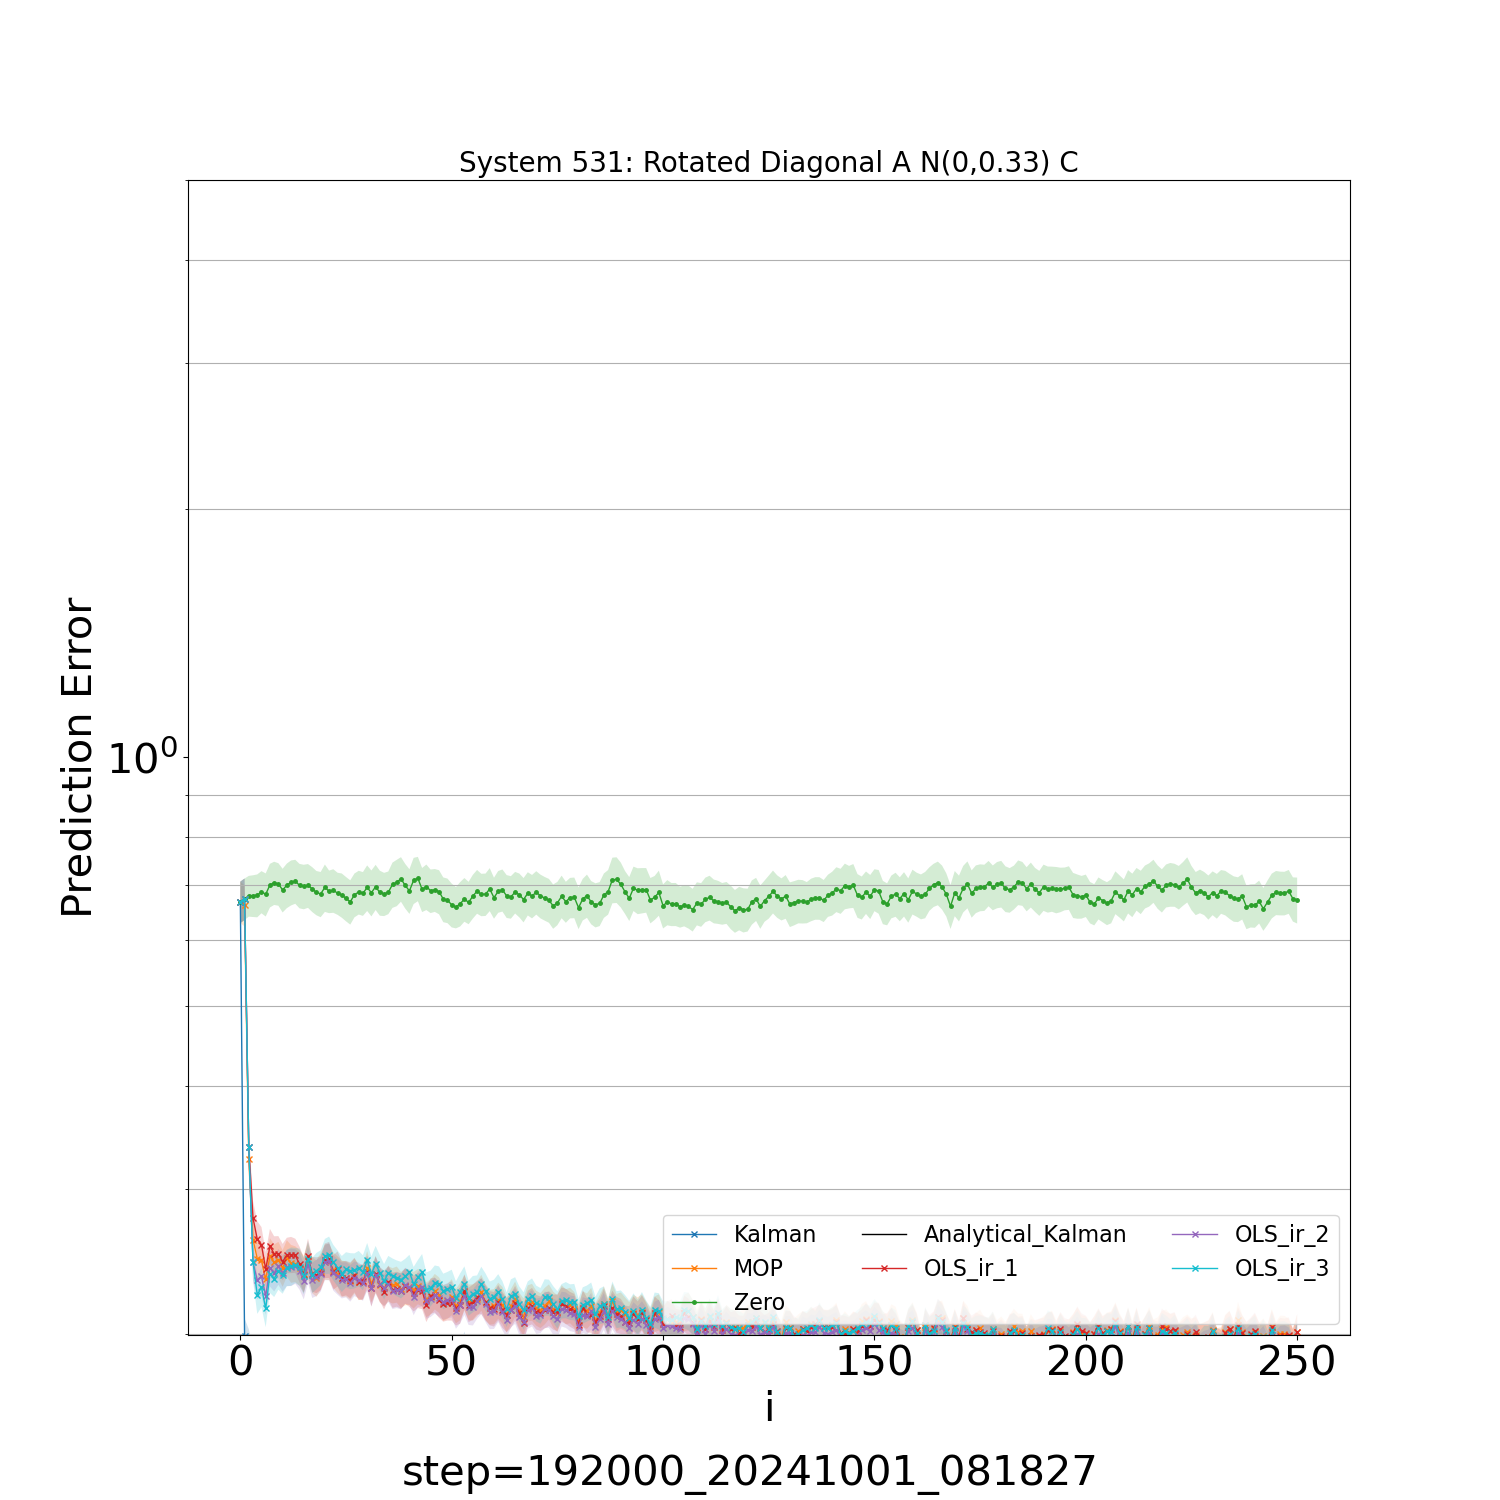 System 531: Rotated Diagonal A N(0,0.33) C
Prediction Error
10⁰
Kalman
MOP
Zero
Analytical_Kalman
OLS_ir_1
OLS_ir_2
OLS_ir_3
0 50 100 150 200 250
i
step=192000_20241001_081827